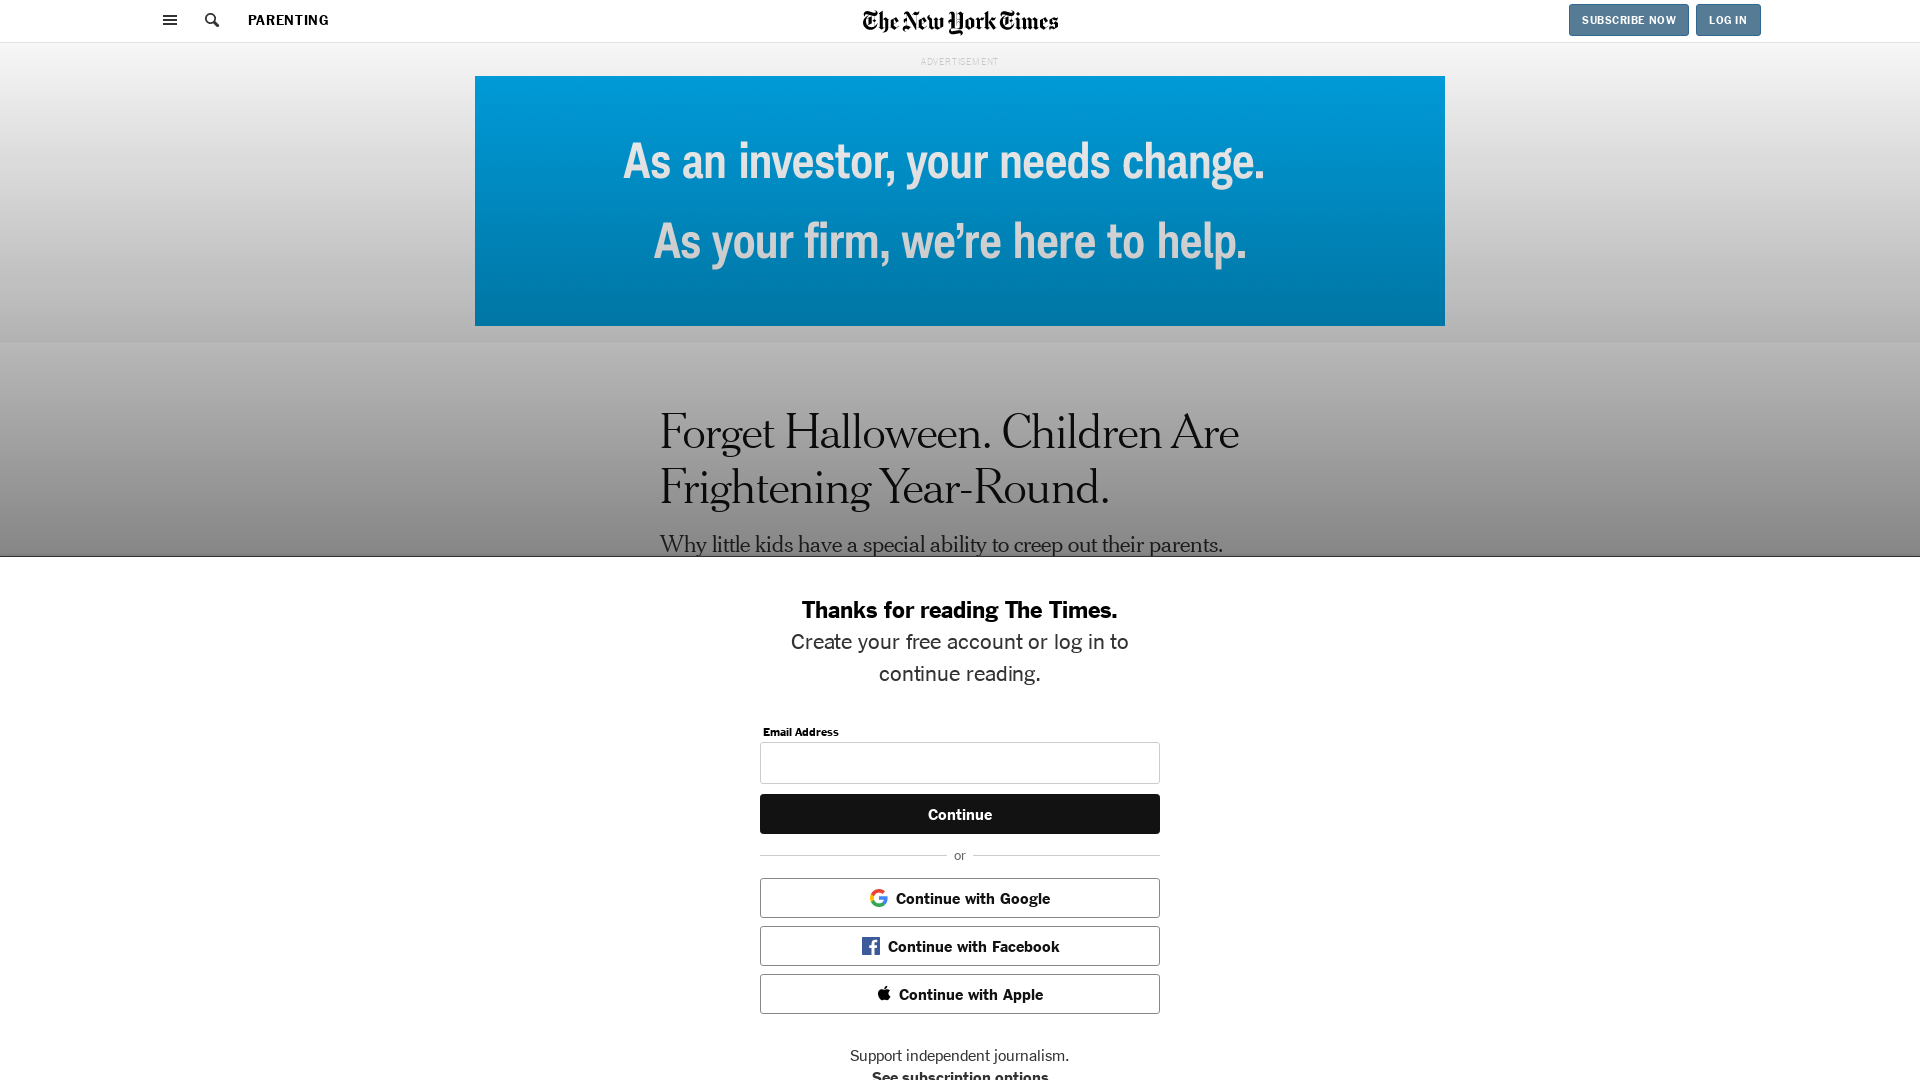 PARENTING
The New York Times
SUBSCRIBE NOW
LOG IN
ADVERTISEMENT
As an investor, your needs change.
As your firm, we’re here to help.
Forget Halloween. Children Are
Frightening Year-Round.
Why little kids have a special ability to creep out their parents.
Thanks for reading The Times.
Create your free account or log in to
continue reading.
Email Address
Continue
or
Continue with Google
Continue with Facebook
Continue with Apple
Support independent journalism.
See subscription options